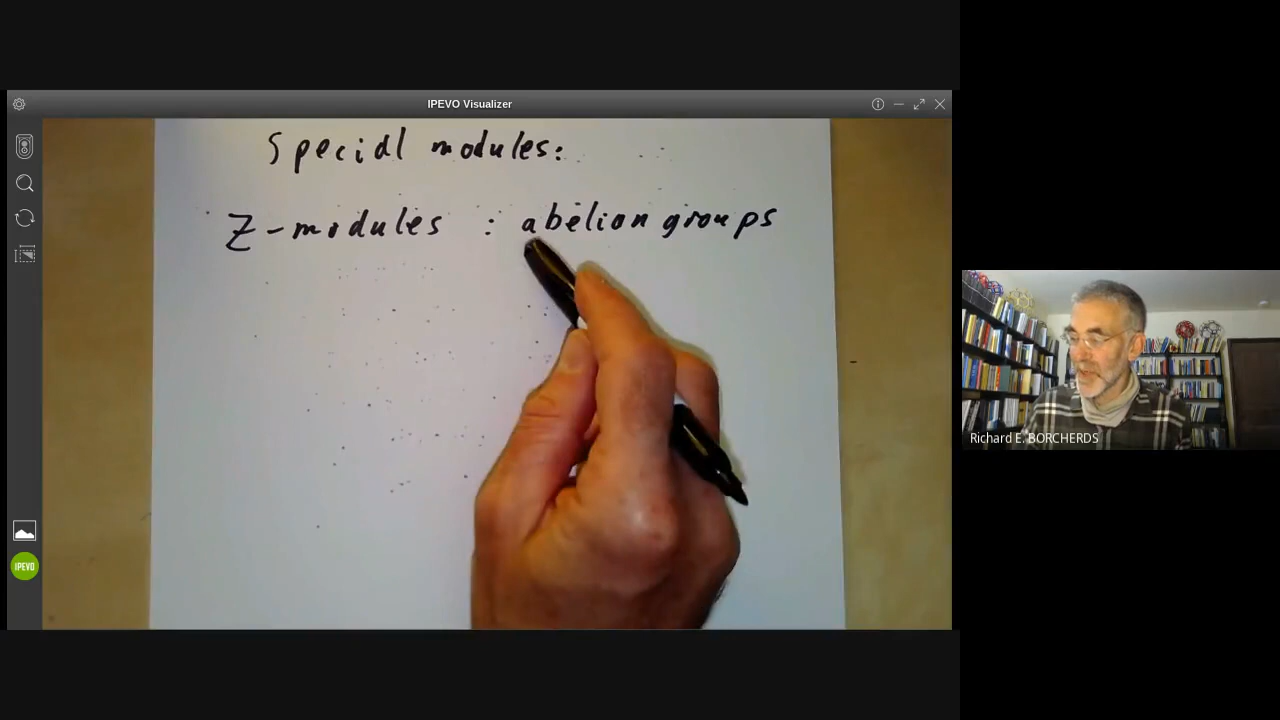 IPEVO Visualizer
Special modules:
Z-modules : abelian groups
IPEVO
Richard E. BORCHERDS